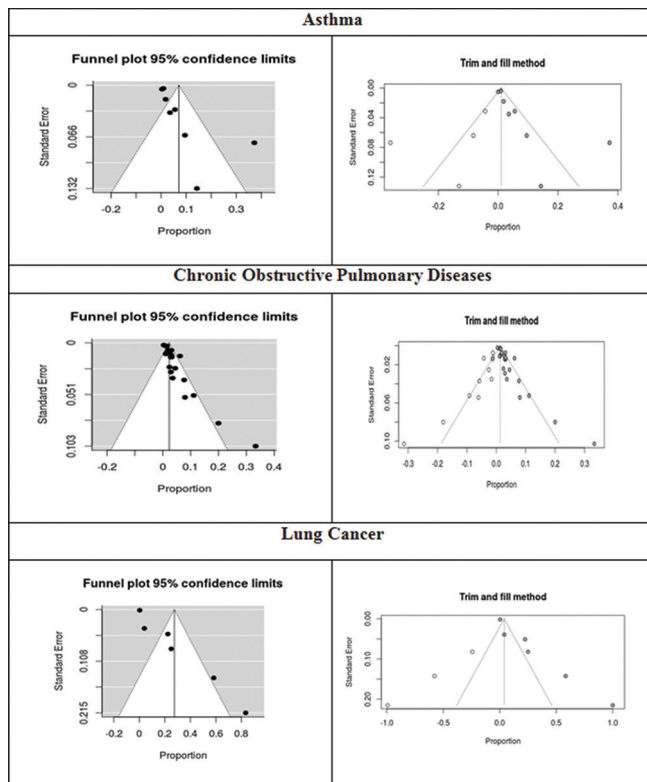 Asthma
Funnel plot 95% confidence limits
Standard Error
0
0.066
0.132
-0.2 0 0.1 0.3
Proportion
Trim and fill method
Standard Error
0.00
0.04
0.08
0.12
-0.2 0.0 0.2 0.4
Proportion
Chronic Obstructive Pulmonary Diseases
Funnel plot 95% confidence limits
Standard Error
0
0.051
0.103
-0.2 0 0.1 0.2 0.3 0.4
Proportion
Trim and fill method
Standard Error
0.02
0.06
0.10
-0.3 -0.2 -0.1 0.0 0.1 0.2 0.3
Proportion
Lung Cancer
Funnel plot 95% confidence limits
Standard Error
0
0.108
0.215
-0.2 0 0.2 0.4 0.6 0.8
Proportion
Trim and fill method
Standard Error
0.00
0.10
0.20
-1.0 -0.5 0.0 0.5 1.0
Proportion